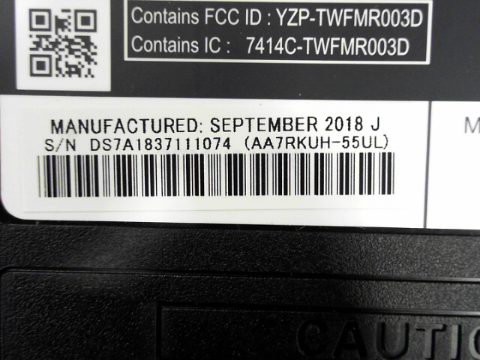 Contains FCC ID : YZP-TWFMR003D
Contains IC : 7414C-TWFMR003D
MANUFACTURED: SEPTEMBER 2018 J
S/N DS7A1837111074 (AA7RKUH-55UL)
M
CAUTIO